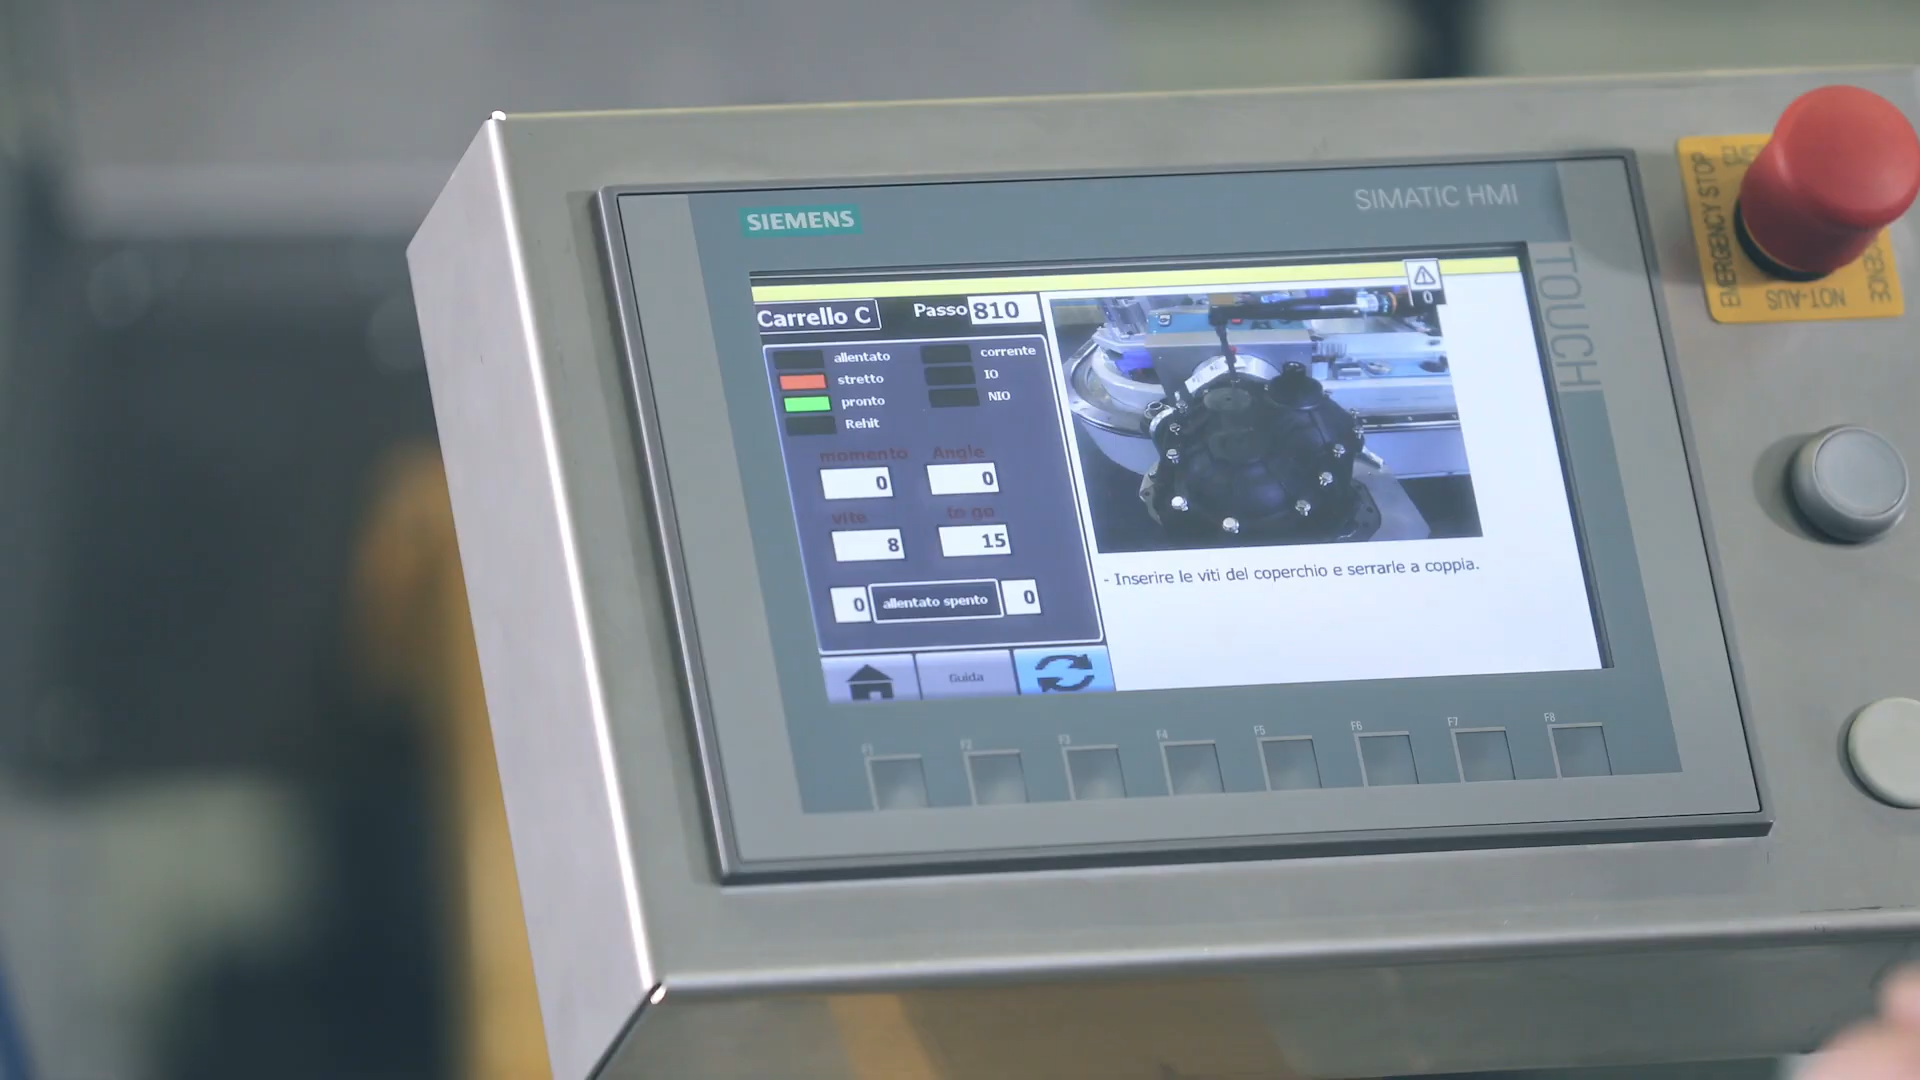 SIEMENS
SIMATIC HMI
TOUCH
Carrello C
Passo 810
0
allentato
corrente
stretto
IO
pronto
NIO
Rehit
momento
Angle
0
0
vite
to go
8
15
0
allentato spento
0
- Inserire le viti del coperchio e serrarle a coppia.
Guida
F1
F2
F3
F4
F5
F6
F7
F8
EMERGENCY STOP
NOT-AUS